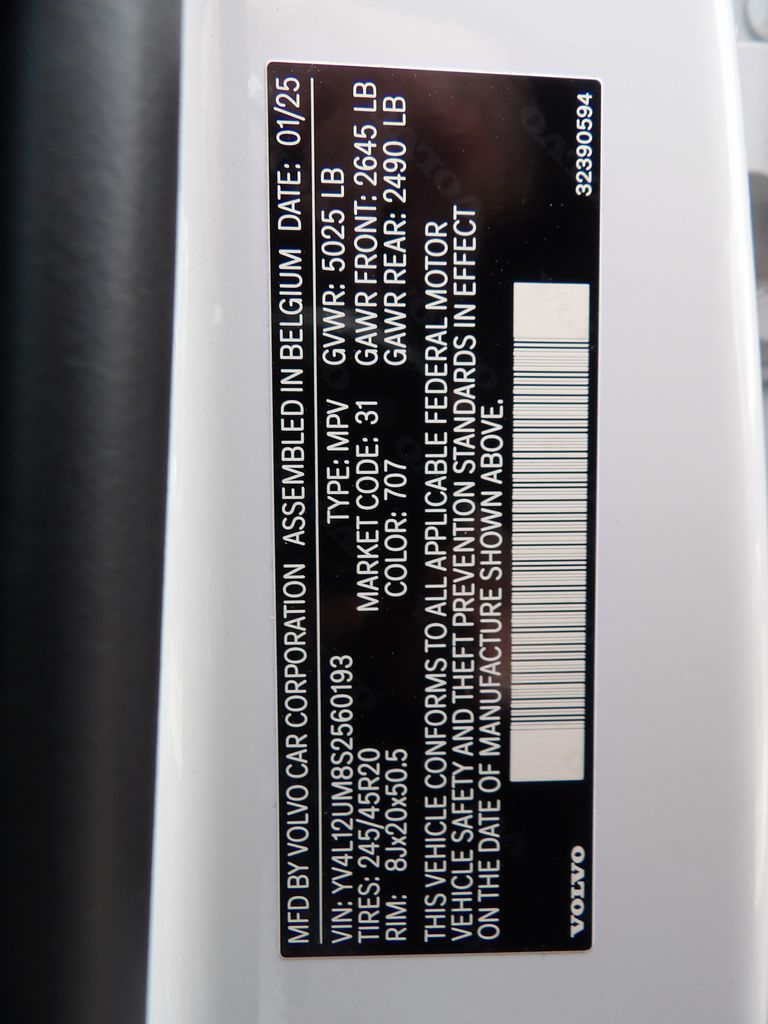 MFD BY VOLVO CAR CORPORATION ASSEMBLED IN BELGIUM DATE: 01/25
VIN: YV4L12UM8S2560193 TYPE: MPV GVWR: 5025 LB
TIRES: 245/45R20 MARKET CODE: 31 GAWR FRONT: 2645 LB
RIM: 8Jx20x50.5 COLOR: 707 GAWR REAR: 2490 LB
THIS VEHICLE CONFORMS TO ALL APPLICABLE FEDERAL MOTOR
VEHICLE SAFETY AND THEFT PREVENTION STANDARDS IN EFFECT
ON THE DATE OF MANUFACTURE SHOWN ABOVE.
VOLVO 32390594